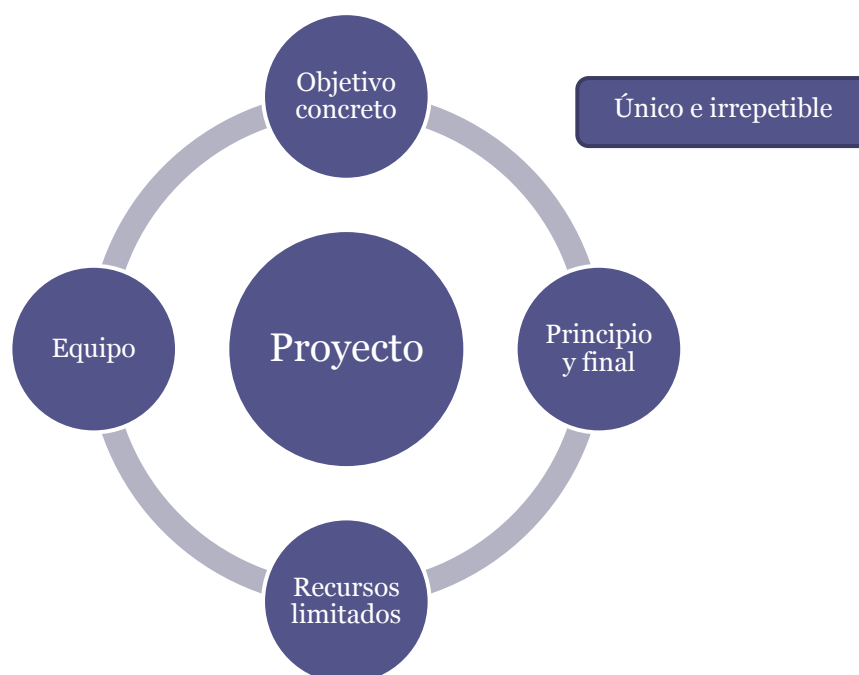 Objetivo
concreto
Único e irrepetible
Equipo
Proyecto
Principio
y final
Recursos
limitados